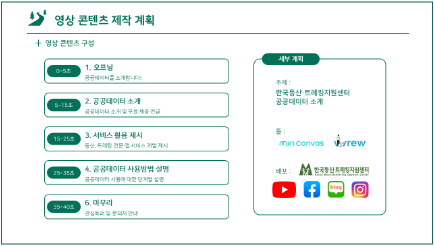 영상 콘텐츠 제작 계획
+ 영상 콘텐츠 구성
0~5초
1. 오프닝
공공데이터를 소개합니다!
5~15초
2. 공공데이터 소개
공공데이터 소개 및 무료 제공 언급
15~25초
3. 서비스 활용 제시
등산, 트레킹 전문 앱 서비스 개발 제시
25~35초
4. 공공데이터 사용방법 설명
공공데이터 사용에 대한 단계별 설명
35~40초
6. 마무리
관심독려 및 문의처 안내
세부 계획
주제 :
한국등산·트레킹지원센터
공공데이터 소개
툴 :
miricanvas
Vrew
배포 :
한국등산·트레킹지원센터
blog